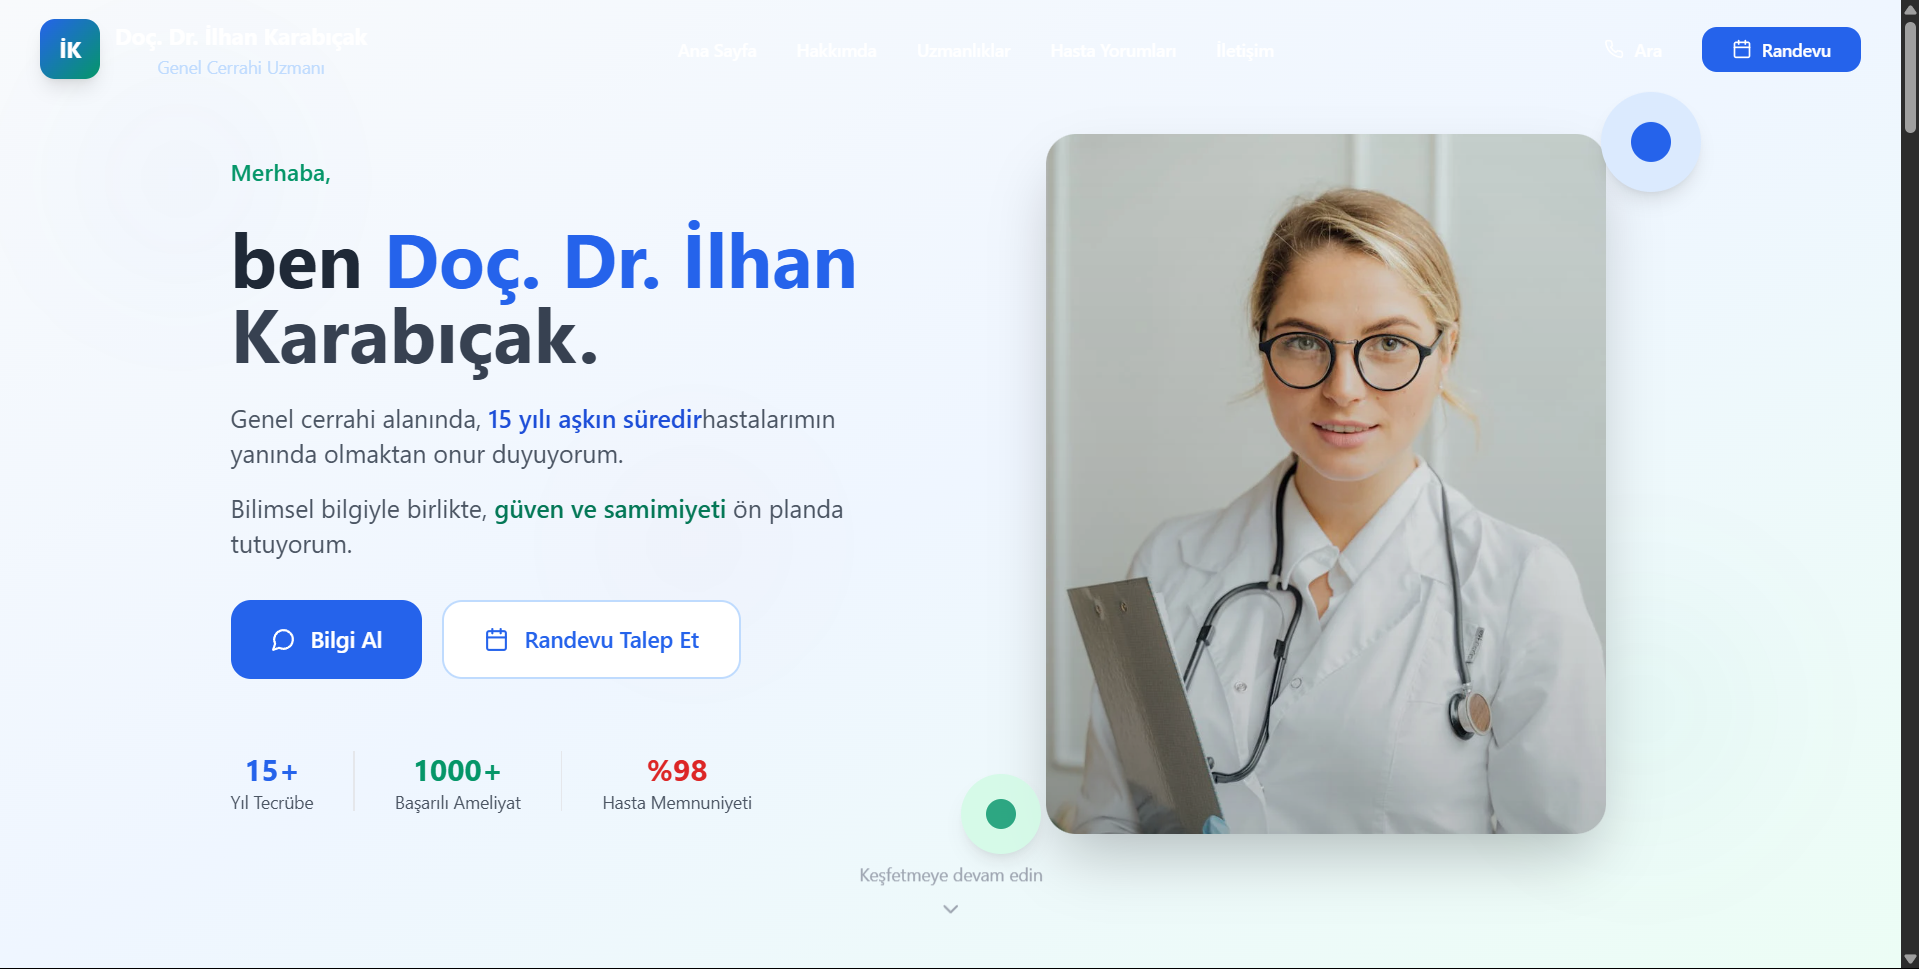 İK
Doç. Dr. İlhan Karabıçak
Genel Cerrahi Uzmanı
Ana Sayfa
Hakkımda
Uzmanlıklar
Hasta Yorumları
İletişim
Ara
Randevu
Merhaba,
ben Doç. Dr. İlhan
Karabıçak.
Genel cerrahi alanında, 15 yılı aşkın süredirhastalarımın
yanında olmaktan onur duyuyorum.
Bilimsel bilgiyle birlikte, güven ve samimiyeti ön planda
tutuyorum.
Bilgi Al
Randevu Talep Et
15+
Yıl Tecrübe
1000+
Başarılı Ameliyat
%98
Hasta Memnuniyeti
Keşfetmeye devam edin